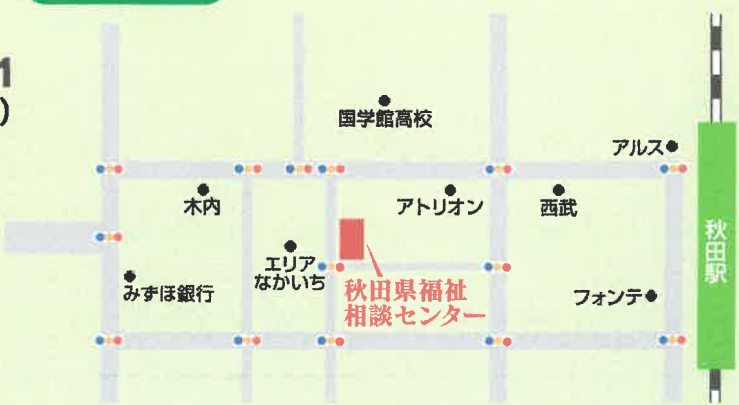 1
)
国学館高校
アルス
木内
アトリオン
西武
秋田駅
エリア
なかいち
みずほ銀行
秋田県福祉
相談センター
フォンテ